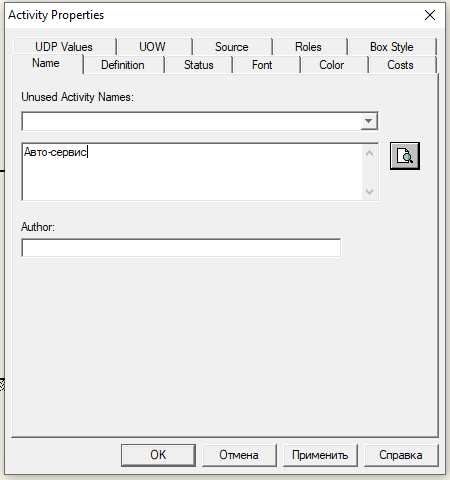 Activity Properties
UDP Values UOW Source Roles Box Style
Name Definition Status Font Color Costs
Unused Activity Names:
Авто-сервис
Author:
OK Отмена Применить Справка